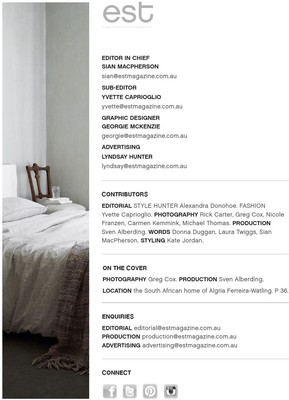 est
EDITOR IN CHIEF
SIAN MACPHERSON
sian@estmagazine.com.au
SUB-EDITOR
YVETTE CAPRIOGLIO
yvette@estmagazine.com.au
GRAPHIC DESIGNER
GEORGIE MCKENZIE
georgie@estmagazine.com.au
ADVERTISING
LYNDSAY HUNTER
lyndsay@estmagazine.com.au
CONTRIBUTORS
EDITORIAL STYLE HUNTER Alexandra Donohoe. FASHION
Yvette Caprioglio. PHOTOGRAPHY Rick Carter, Greg Cox, Nicole
Franzen, Carmen Kemmink, Michael Thomas. PRODUCTION
Sven Alberding. WORDS Donna Duggan, Laura Twiggs, Sian
MacPherson. STYLING Kate Jordan.
ON THE COVER
PHOTOGRAPHY Greg Cox. PRODUCTION Sven Alberding.
LOCATION the South African home of Algria Ferreira-Watling. P 36.
ENQUIRIES
EDITORIAL editorial@estmagazine.com.au
PRODUCTION production@estmagazine.com.au
ADVERTISING advertising@estmagazine.com.au
CONNECT